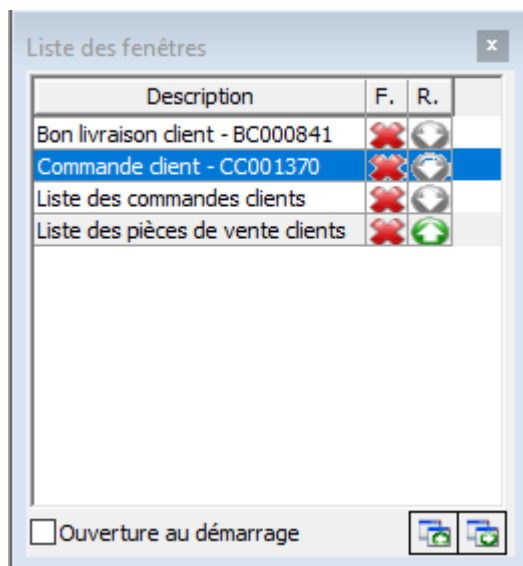 Liste des fenêtres
x
Description F. R.
Bon livraison client - BC000841
Commande client - CC001370
Liste des commandes clients
Liste des pièces de vente clients
Ouverture au démarrage